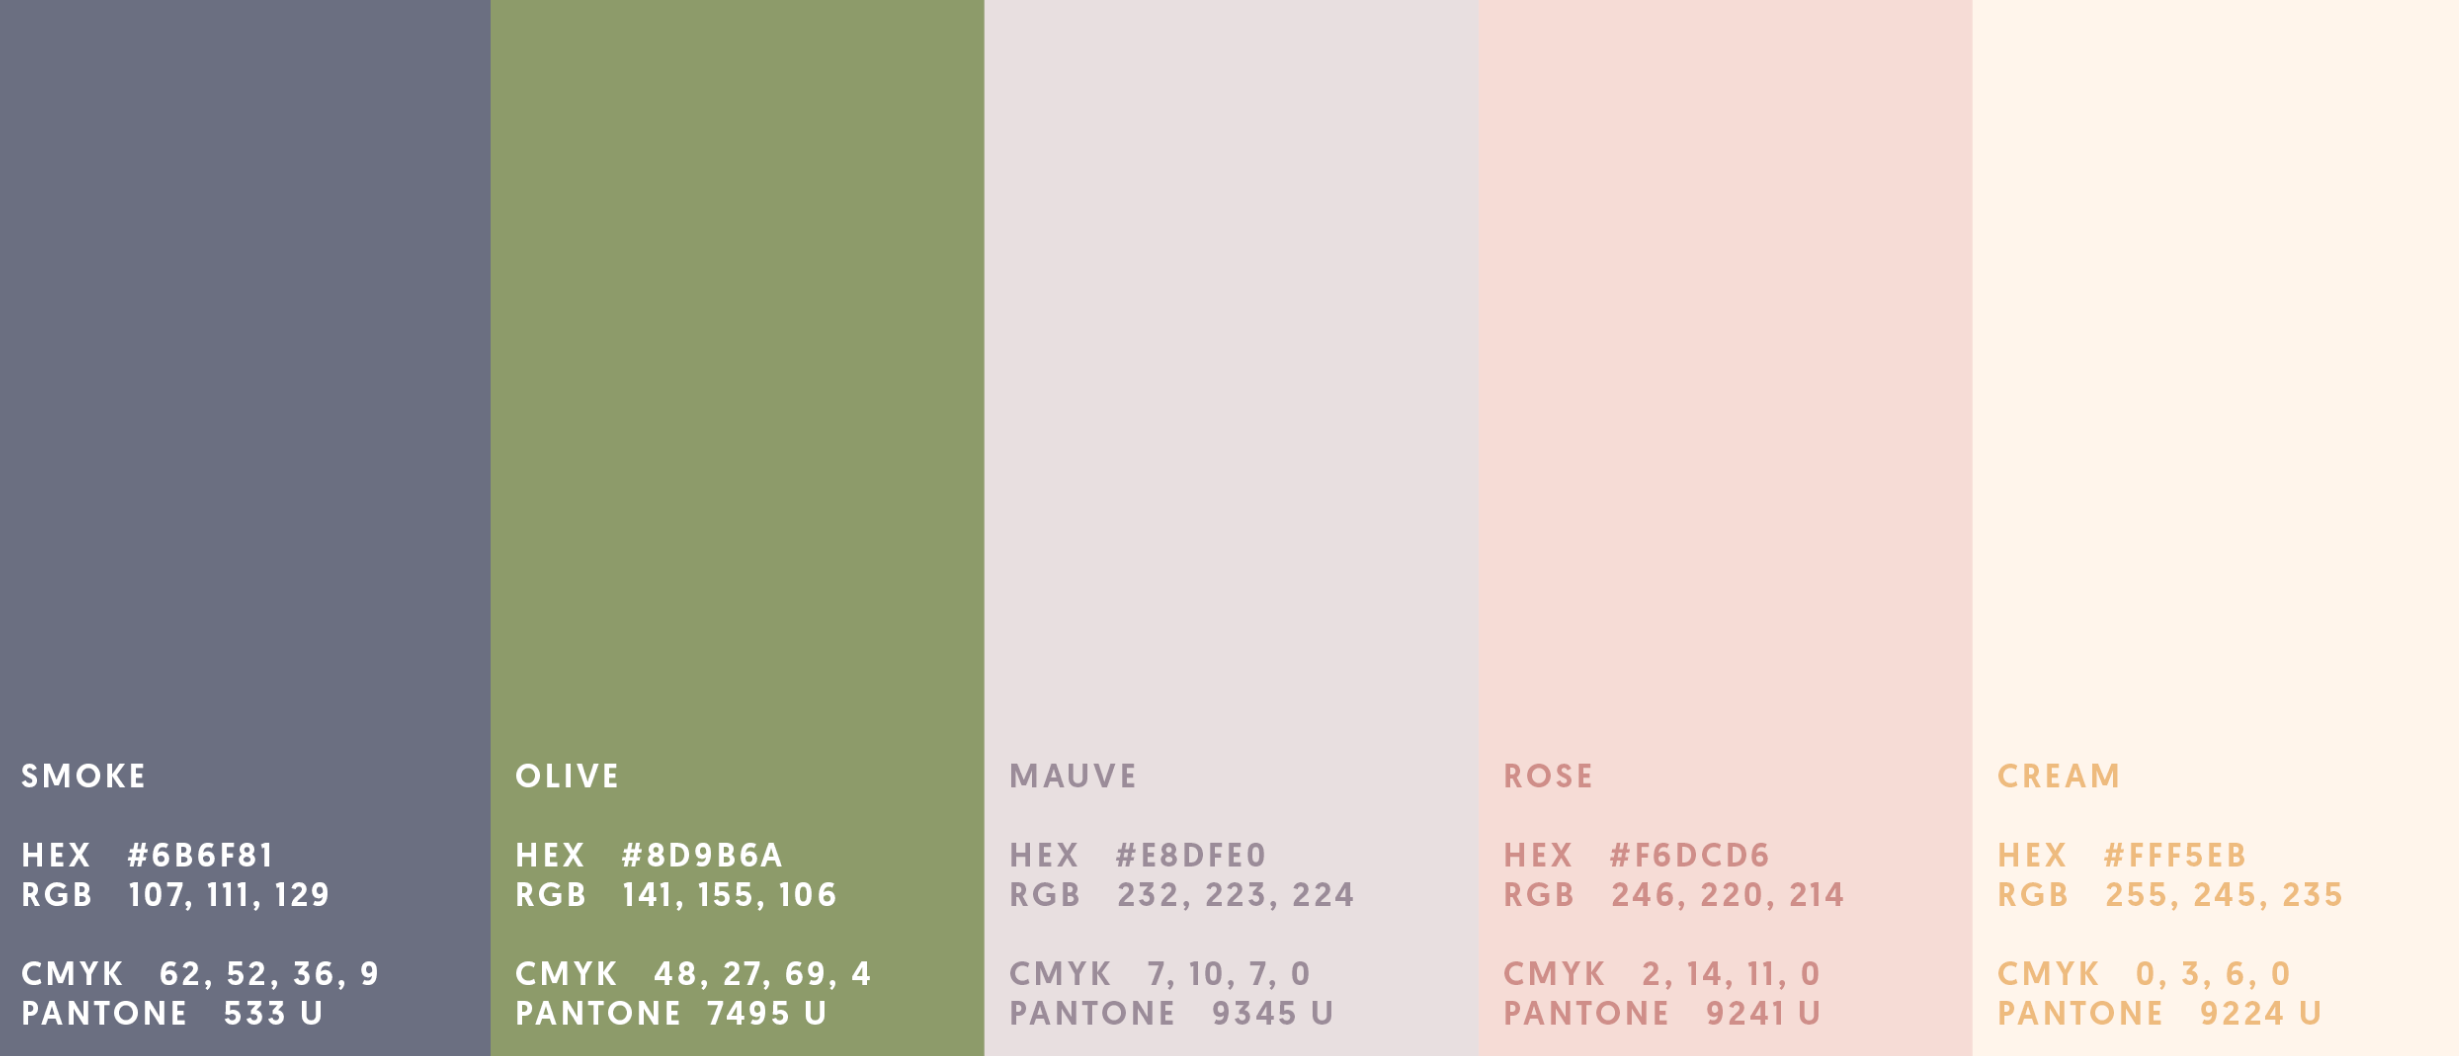 SMOKE
HEX #6B6F81
RGB 107, 111, 129
CMYK 62, 52, 36, 9
PANTONE 533 U
OLIVE
HEX #8D9B6A
RGB 141, 155, 106
CMYK 48, 27, 69, 4
PANTONE 7495 U
MAUVE
HEX #E8DFE0
RGB 232, 223, 224
CMYK 7, 10, 7, 0
PANTONE 9345 U
ROSE
HEX #F6DCD6
RGB 246, 220, 214
CMYK 2, 14, 11, 0
PANTONE 9241 U
CREAM
HEX #FFF5EB
RGB 255, 245, 235
CMYK 0, 3, 6, 0
PANTONE 9224 U